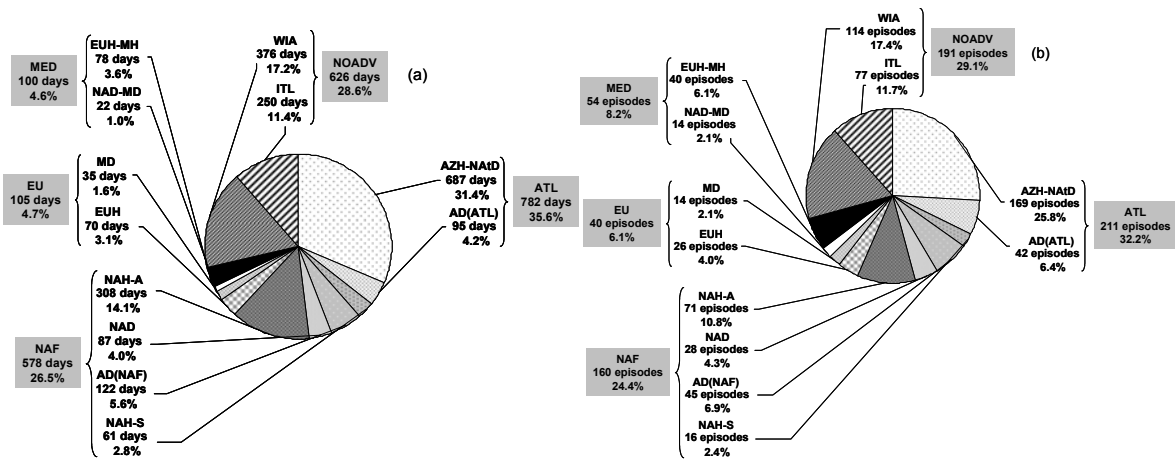 EUH-MH
78 days
3.6%
NAD-MD
22 days
1.0%
MED
100 days
4.6%
WIA
376 days
17.2%
ITL
250 days
11.4%
NOADV
626 days
28.6%
(a)
MD
35 days
1.6%
EUH
70 days
3.1%
EU
105 days
4.7%
AZH-NAtD
687 days
31.4%
AD(ATL)
95 days
4.2%
ATL
782 days
35.6%
NAH-A
308 days
14.1%
NAD
87 days
4.0%
AD(NAF)
122 days
5.6%
NAH-S
61 days
2.8%
NAF
578 days
26.5%
WIA
114 episodes
17.4%
ITL
77 episodes
11.7%
NOADV
191 episodes
29.1%
(b)
EUH-MH
40 episodes
6.1%
NAD-MD
14 episodes
2.1%
MED
54 episodes
8.2%
MD
14 episodes
2.1%
EUH
26 episodes
4.0%
EU
40 episodes
6.1%
AZH-NAtD
169 episodes
25.8%
AD(ATL)
42 episodes
6.4%
ATL
211 episodes
32.2%
NAH-A
71 episodes
10.8%
NAD
28 episodes
4.3%
AD(NAF)
45 episodes
6.9%
NAH-S
16 episodes
2.4%
NAF
160 episodes
24.4%